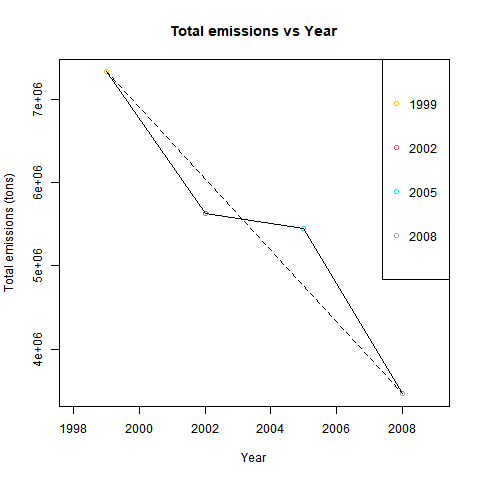 Total emissions vs Year
Total emissions (tons)
7e+06
6e+06
5e+06
4e+06
1999
2002
2005
2008
1998 2000 2002 2004 2006 2008
Year